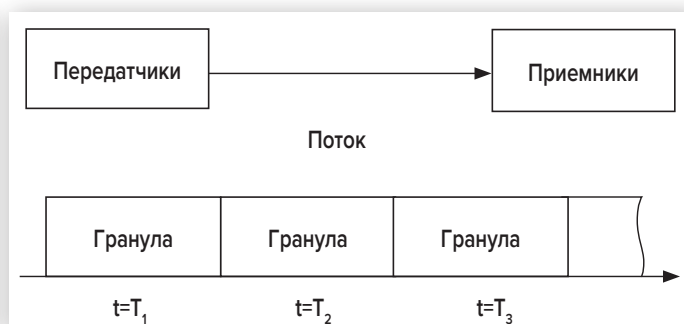 Передатчики
Приемники
Поток
Гранула Гранула Гранула
t=T₁ t=T₂ t=T₃